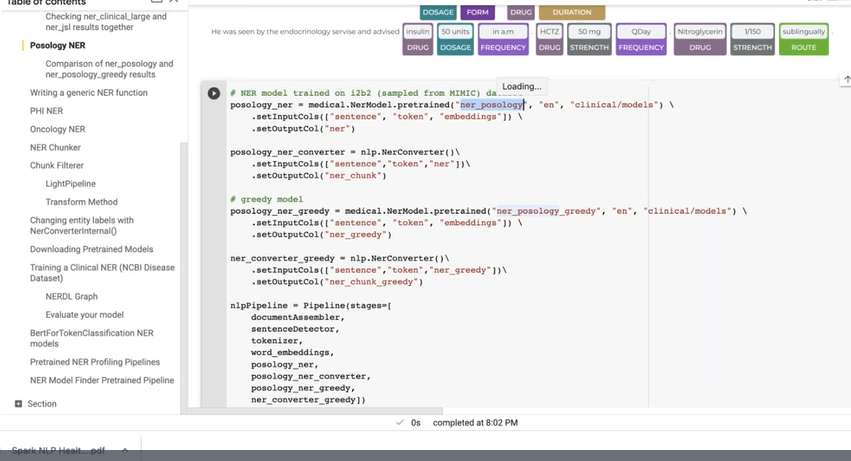 Table of contents
Checking ner_clinical_large and
ner_jsl results together
Posology NER
Comparison of ner_posology and
ner_posology_greedy results
Writing a generic NER function
PHI NER
Oncology NER
NER Chunker
Chunk Filterer
LightPipeline
Transform Method
Changing entity labels with
NerConverterInternal()
Downloading Pretrained Models
Training a Clinical NER (NCBI Disease
Dataset)
NERDL Graph
Evaluate your model
BertForTokenClassification NER
models
Pretrained NER Profiling Pipelines
NER Model Finder Pretrained Pipeline
Section
DOSAGE FORM DRUG DURATION
He was seen by the endocrinology servise and advised insulin 50 units in a.m . HCTZ 50 mg QDay . Nitroglycerin 1/150 sublingually .
DRUG DOSAGE FREQUENCY DRUG STRENGTH FREQUENCY DRUG STRENGTH ROUTE
Loading...
# NER model trained on i2b2 (sampled from MIMIC) dataset
posology_ner = medical.NerModel.pretrained("ner_posology", "en", "clinical/models") \
.setInputCols(["sentence", "token", "embeddings"]) \
.setOutputCol("ner")
posology_ner_converter = nlp.NerConverter()\
.setInputCols(["sentence","token","ner"])\
.setOutputCol("ner_chunk")
# greedy model
posology_ner_greedy = medical.NerModel.pretrained("ner_posology_greedy", "en", "clinical/models") \
.setInputCols(["sentence", "token", "embeddings"]) \
.setOutputCol("ner_greedy")
ner_converter_greedy = nlp.NerConverter()\
.setInputCols(["sentence","token","ner_greedy"])\
.setOutputCol("ner_chunk_greedy")
nlpPipeline = Pipeline(stages=[
documentAssembler,
sentenceDetector,
tokenizer,
word_embeddings,
posology_ner,
posology_ner_converter,
posology_ner_greedy,
ner_converter_greedy])
0s completed at 8:02 PM
Spark NLP Healt....pdf